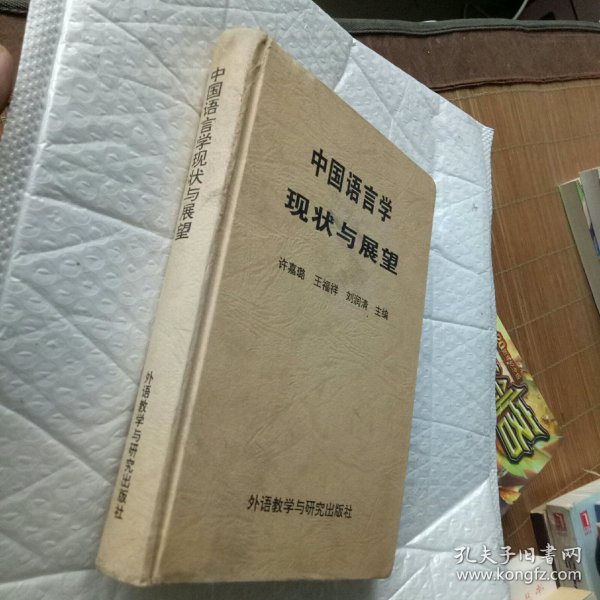 中国语言学现状与展望
外语教学与研究出版社
中国语言学
现状与展望
许嘉璐 王福祥 刘润清 主编
外语教学与研究出版社
孔夫子旧书网
www.kongfz.com